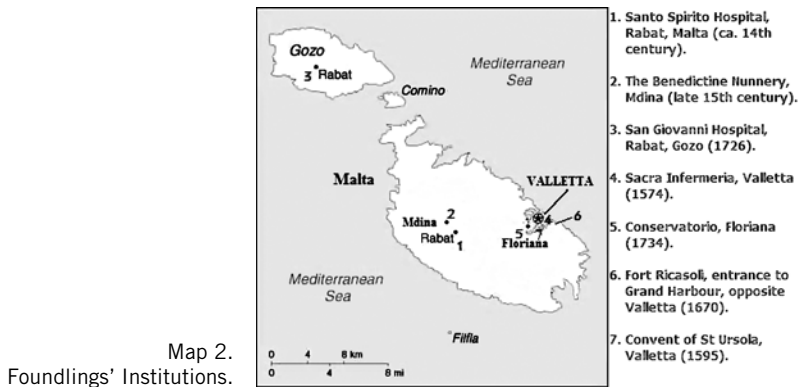 Gozo
3 Rabat
Comino
Mediterranean
Sea
Malta
VALLETTA
4
6
Mdina
2
Rabat
1
5
7
Floriana
Mediterranean
Sea
Filfla
0 4 8 km
0 4 8 mi
1. Santo Spirito Hospital,
Rabat, Malta (ca. 14th
century).
2. The Benedictine Nunnery,
Mdina (late 15th century).
3. San Giovanni Hospital,
Rabat, Gozo (1726).
4. Sacra Infermeria, Valletta
(1574).
5. Conservatorio, Floriana
(1734).
6. Fort Ricasoli, entrance to
Grand Harbour, opposite
Valletta (1670).
7. Convent of St Ursola,
Valletta (1595).
Map 2.
Foundlings’ Institutions.